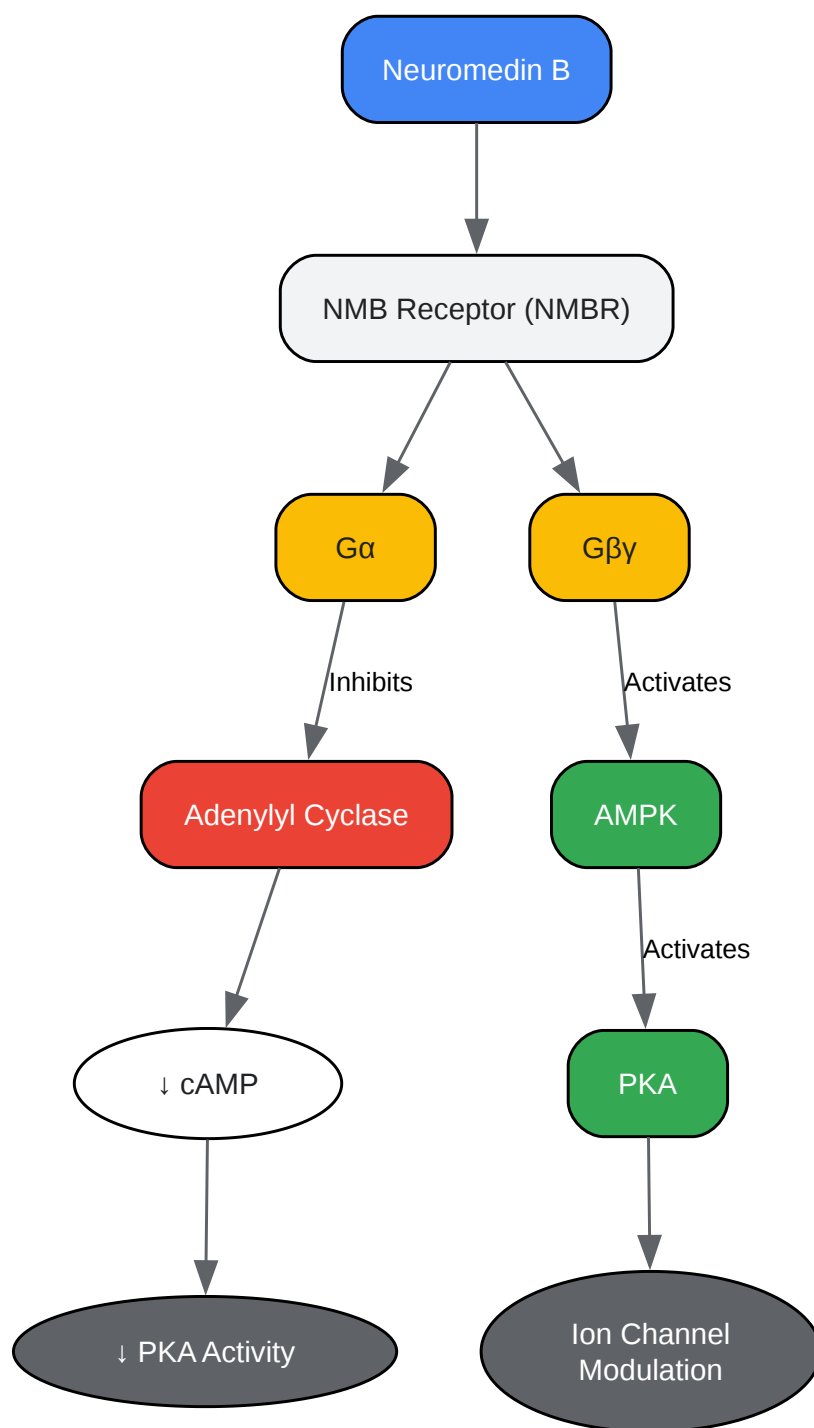 Neuromedin B
NMB Receptor (NMBR)
Gα
Gβγ
Inhibits
Activates
Adenylyl Cyclase
AMPK
Activates
↓ cAMP
PKA
↓ PKA Activity
Ion Channel
Modulation